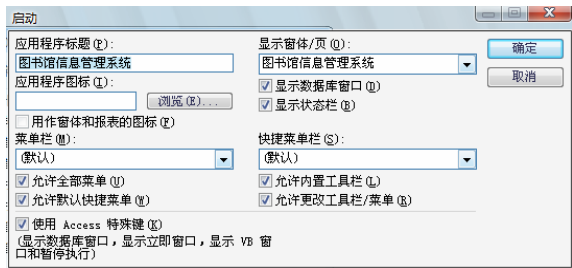 启动
应用程序标题(P):
图书馆信息管理系统
应用程序图标(I):
浏览(B)...
用作窗体和报表的图标(F)
菜单栏(M):
(默认)
允许全部菜单(U)
允许默认快捷菜单(W)
使用 Access 特殊键(K)
(显示数据库窗口，显示立即窗口，显示 VB 窗
口和暂停执行)
显示窗体/页(O):
图书馆信息管理系统
显示数据库窗口(D)
显示状态栏(B)
快捷菜单栏(S):
(默认)
允许内置工具栏(L)
允许更改工具栏/菜单(R)
确定
取消